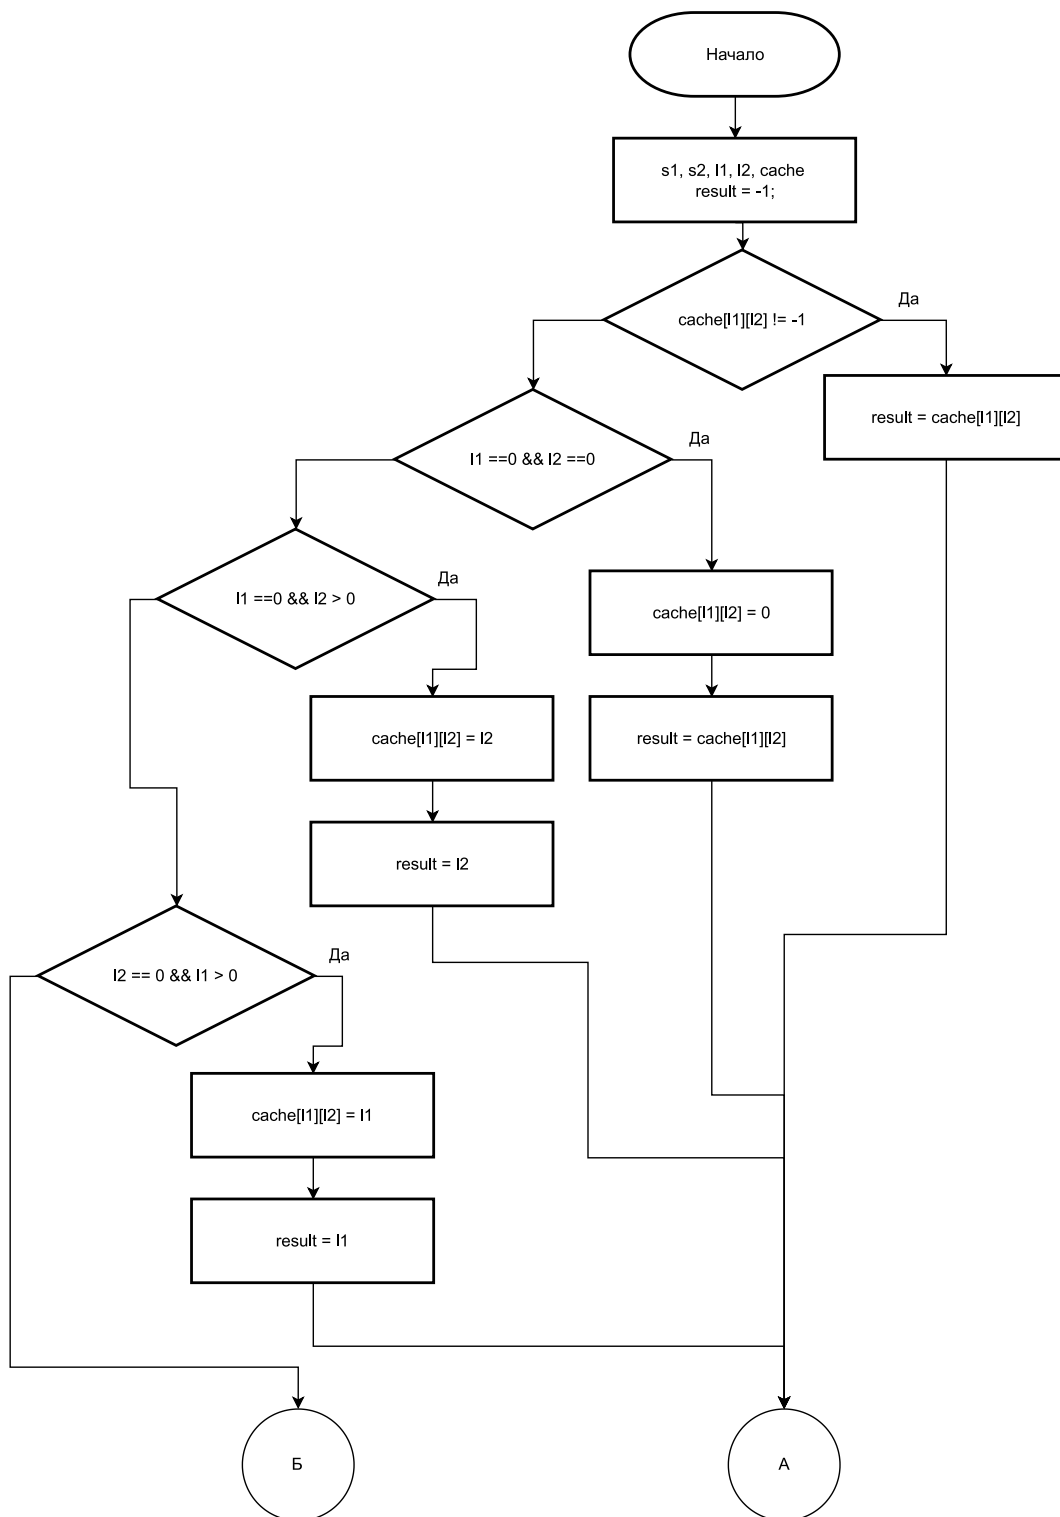 Начало
s1, s2, l1, l2, cache
result = -1;
Да
cache[l1][l2] != -1
result = cache[l1][l2]
Да
l1 ==0 && l2 ==0
Да
l1 ==0 && l2 > 0
cache[l1][l2] = 0
cache[l1][l2] = l2
result = cache[l1][l2]
result = l2
Да
l2 == 0 && l1 > 0
cache[l1][l2] = l1
result = l1
Б
А